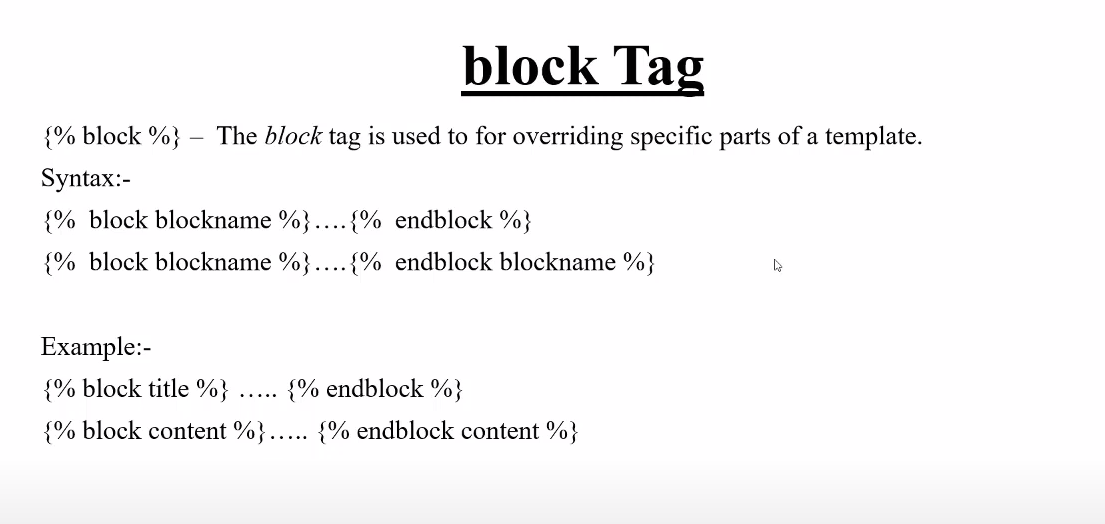 block Tag
{% block %} – The block tag is used to for overriding specific parts of a template.
Syntax:-
{% block blockname %}….{% endblock %}
{% block blockname %}….{% endblock blockname %}
Example:-
{% block title %} ….. {% endblock %}
{% block content %}….. {% endblock content %}